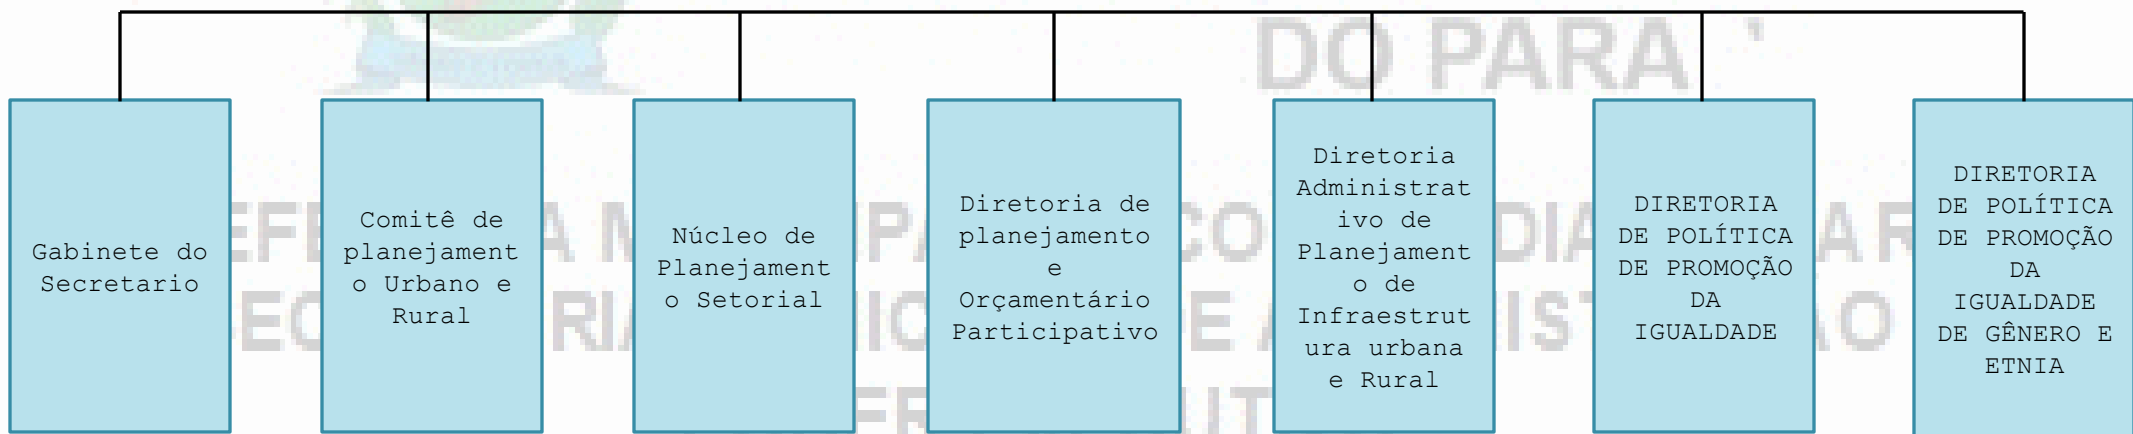 DO PARÁ
Gabinete do
Secretario
Comitê de
planejament
o Urbano e
Rural
Núcleo de
Planejament
o Setorial
Diretoria de
planejamento
e
Orçamentário
Participativo
Diretoria
Administrat
ivo de
Planejament
o de
Infraestrut
ura urbana
e Rural
DIRETORIA
DE POLÍTICA
DE PROMOÇÃO
DA
IGUALDADE
DIRETORIA
DE POLÍTICA
DE PROMOÇÃO
DA
IGUALDADE
DE GÊNERO E
ETNIA